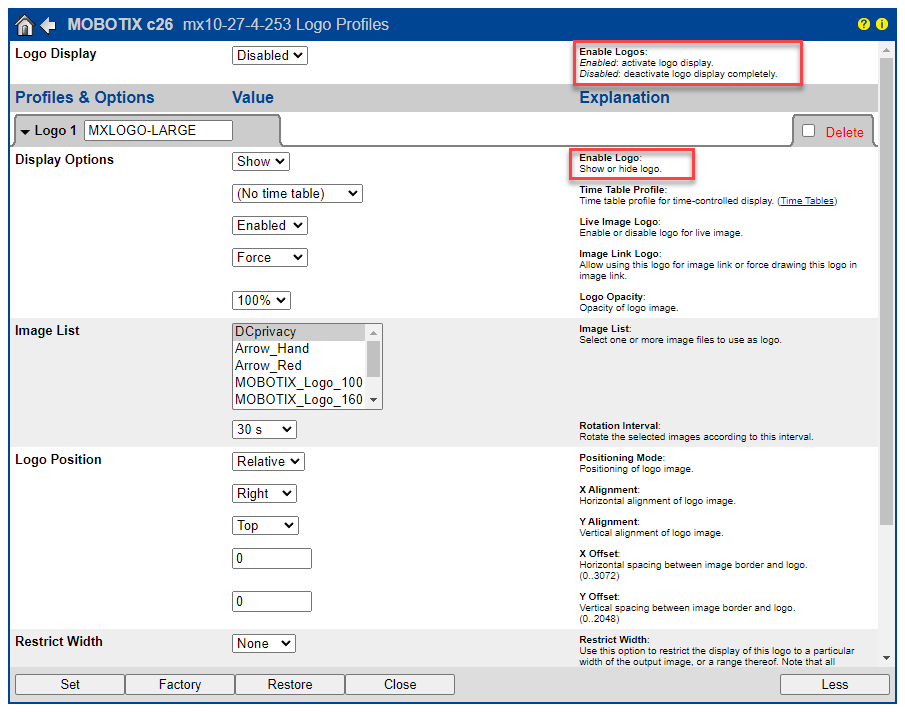 MOBOTIX c26 mx10-27-4-253 Logo Profiles
? i
Logo Display
Disabled
Enable Logos:
Enabled: activate logo display.
Disabled: deactivate logo display completely.
Profiles & Options Value Explanation
Logo 1 MXLOGO-LARGE
Delete
Display Options
Show
Enable Logo:
Show or hide logo.
(No time table)
Time Table Profile:
Time table profile for time-controlled display. (Time Tables)
Enabled
Live Image Logo:
Enable or disable logo for live image.
Force
Image Link Logo:
Allow using this logo for image link or force drawing this logo in
image link.
100%
Logo Opacity:
Opacity of logo image.
Image List
DCprivacy
Arrow_Hand
Arrow_Red
MOBOTIX_Logo_100
MOBOTIX_Logo_160
Image List:
Select one or more image files to use as logo.
30 s
Rotation Interval:
Rotate the selected images according to this interval.
Logo Position
Relative
Positioning Mode:
Positioning of logo image.
Right
X Alignment:
Horizontal alignment of logo image.
Top
Y Alignment:
Vertical alignment of logo image.
0
X Offset:
Horizontal spacing between image border and logo.
(0..3072)
0
Y Offset:
Vertical spacing between image border and logo.
(0..2048)
Restrict Width
None
Restrict Width:
Use this option to restrict the display of this logo to a particular
width of the output image, or a range thereof. Note that all
Set Factory Restore Close Less